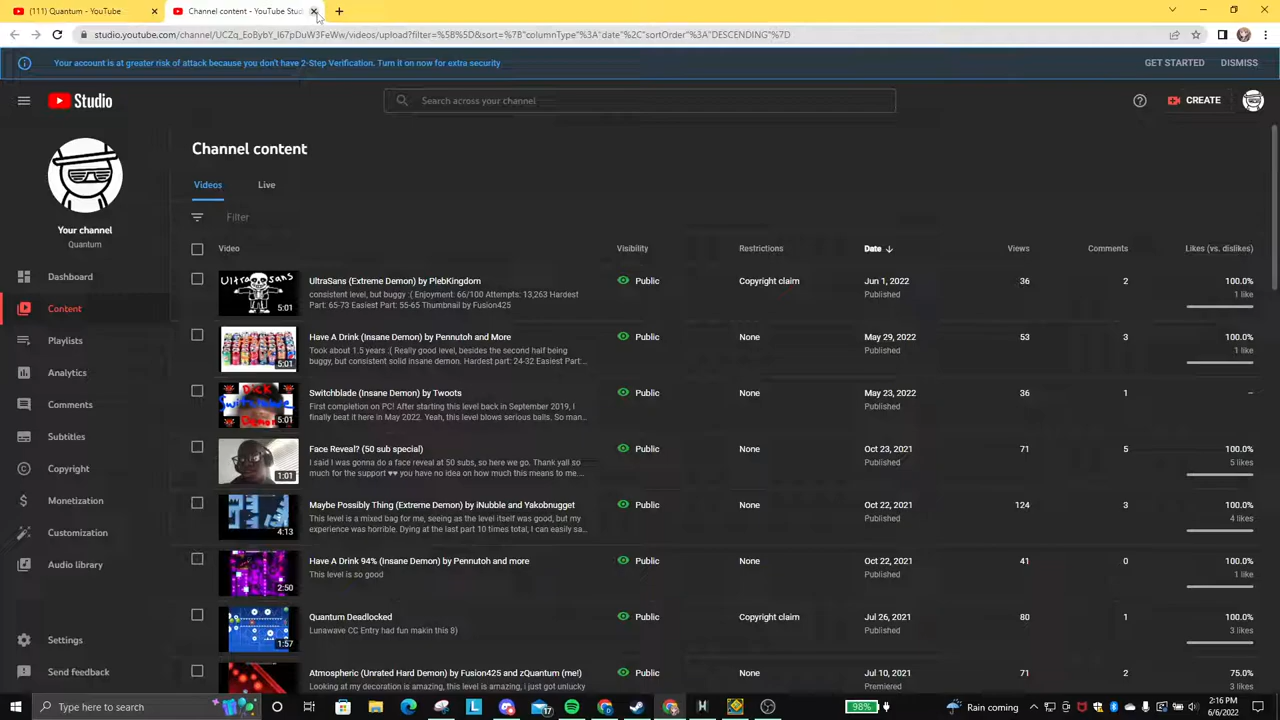 (111) Quantum - YouTube
Channel content - YouTube Stud
studio.youtube.com/channel/UCZq_EoBybY_I67pDuW3FeWw/videos/upload?filter=%5B%5D&sort=%7B"columnType"%3A"date"%2C"sortOrder"%3A"DESCENDING"%7D
Your account is at greater risk of attack because you don't have 2-Step Verification. Turn it on now for extra security
GET STARTED
DISMISS
Studio
Search across your channel
CREATE
Channel content
Videos
Live
Filter
Your channel
Quantum
Dashboard
Content
Playlists
Analytics
Comments
Subtitles
Copyright
Monetization
Customization
Audio library
Settings
Send feedback
Video
Visibility
Restrictions
Date
Views
Comments
Likes (vs. dislikes)
UltraSans
5:01
UltraSans (Extreme Demon) by PlebKingdom
consistent level, but buggy :( Enjoyment: 66/100 Attempts: 13,263 Hardest
Part: 65-73 Easiest Part: 55-65 Thumbnail by Fusion425
Public
Copyright claim
Jun 1, 2022
Published
36
2
100.0%
1 like
5:01
Have A Drink (Insane Demon) by Pennutoh and More
Took about 1.5 years :( Really good level, besides the second half being
buggy, but consistent solid insane demon. Hardest part: 24-32 Easiest...
Public
None
May 29, 2022
Published
53
3
100.0%
1 like
5:01
Switchblade (Insane Demon) by Twoots
First completion on PC! After starting this level back in September 2019, I
finally beat it here in May 2022. Yeah, this level blows serious balls. So man...
Public
None
May 23, 2022
Published
36
1
–
1:01
Face Reveal? (50 sub special)
I said I was gonna do a face reveal at 50 subs, so here we go. Thank yall so
much for the support ♥♥ you have no idea on how much this means to me...
Public
None
Oct 23, 2021
Published
71
5
100.0%
5 likes
4:13
Maybe Possibly Thing (Extreme Demon) by iNubble and Yakobnugget
This level is a mixed bag for me, seeing as the level itself was good, but my
experience was horrible. Dying at the last part 10 times total, I can easily sa...
Public
None
Oct 22, 2021
Published
124
3
100.0%
4 likes
2:50
Have A Drink 94% (Insane Demon) by Pennutoh and more
This level is so good
Public
None
Oct 22, 2021
Published
41
0
100.0%
1 like
1:57
Quantum Deadlocked
Lunawave CC Entry had fun makin this 8)
Public
Copyright claim
Jul 26, 2021
Published
80
1
100.0%
3 likes
Atmospheric (Unrated Hard Demon) by Fusion425 and zQuantum (me!)
Looking at my decoration is amazing, this level is amazing, i just got unlucky
Public
None
Jul 10, 2021
Premiered
71
2
75.0%
3 likes
Type here to search
17
98%
Rain coming
2:16 PM
6/6/2022